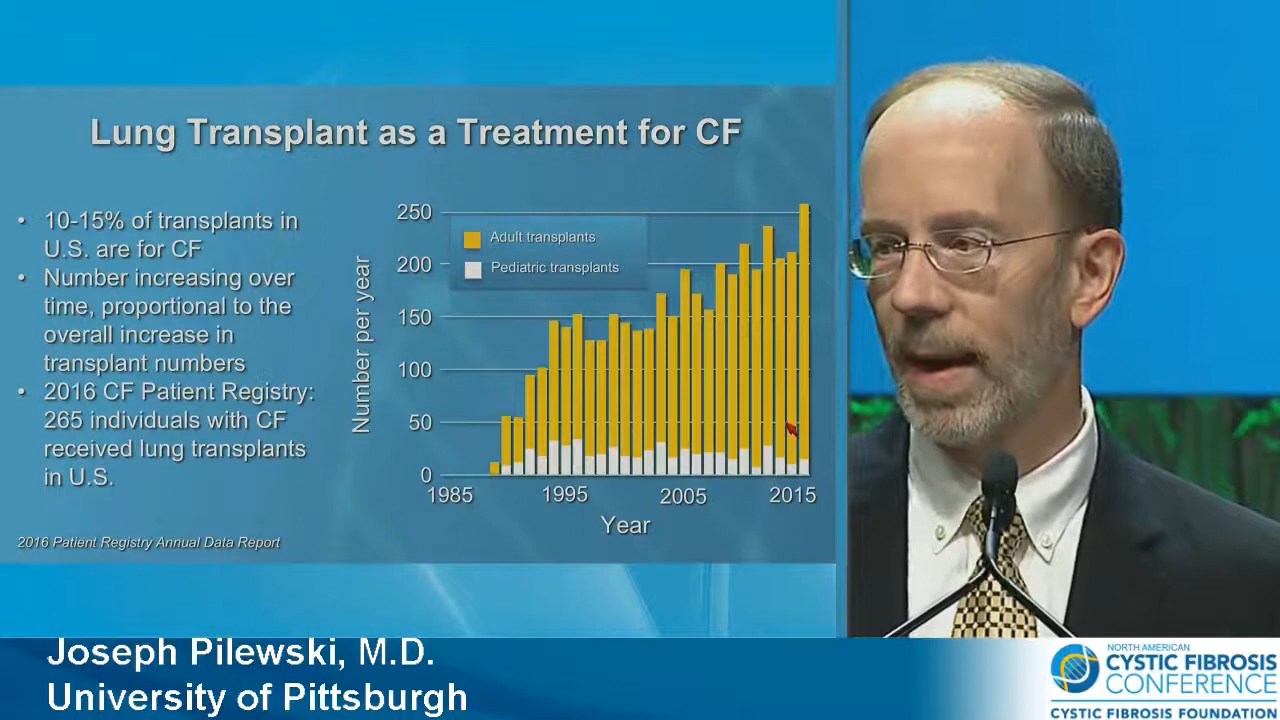 Lung Transplant as a Treatment for CF
• 10-15% of transplants in
U.S. are for CF
• Number increasing over
time, proportional to the
overall increase in
transplant numbers
• 2016 CF Patient Registry:
265 individuals with CF
received lung transplants
in U.S.
2016 Patient Registry Annual Data Report
Number per year
250
200
150
100
50
0
Adult transplants
Pediatric transplants
1985 1995 2005 2015
Year
Joseph Pilewski, M.D.
University of Pittsburgh
NORTH AMERICAN
CYSTIC FIBROSIS
CONFERENCE
CYSTIC FIBROSIS FOUNDATION